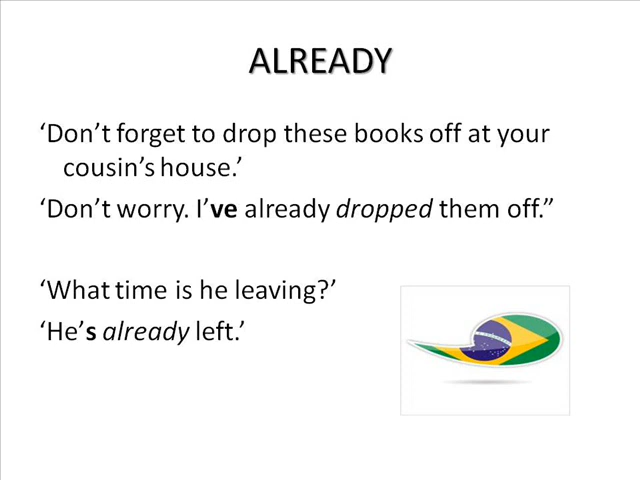 ALREADY
‘Don’t forget to drop these books off at your
cousin’s house.’
‘Don’t worry. I’ve already dropped them off.”
‘What time is he leaving?’
‘He’s already left.’